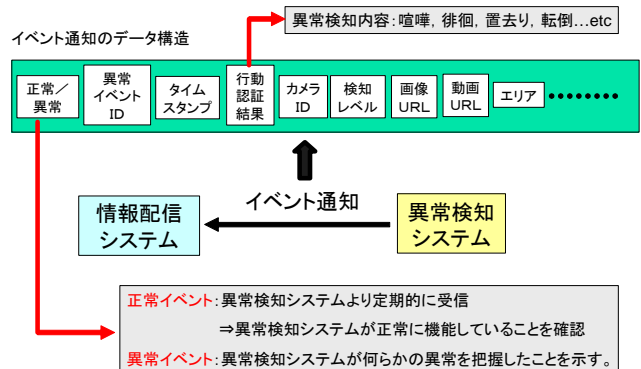 異常検知内容：喧嘩，徘徊，置去り，転倒…etc
イベント通知のデータ構造
正常／
異常
異常
イベント
ID
タイム
スタンプ
行動
認証
結果
カメラ
ID
検知
レベル
画像
URL
動画
URL
エリア
••••••••
イベント通知
情報配信
システム
異常検知
システム
正常イベント：異常検知システムより定期的に受信
⇒異常検知システムが正常に機能していることを確認
異常イベント：異常検知システムが何らかの異常を把握したことを示す。